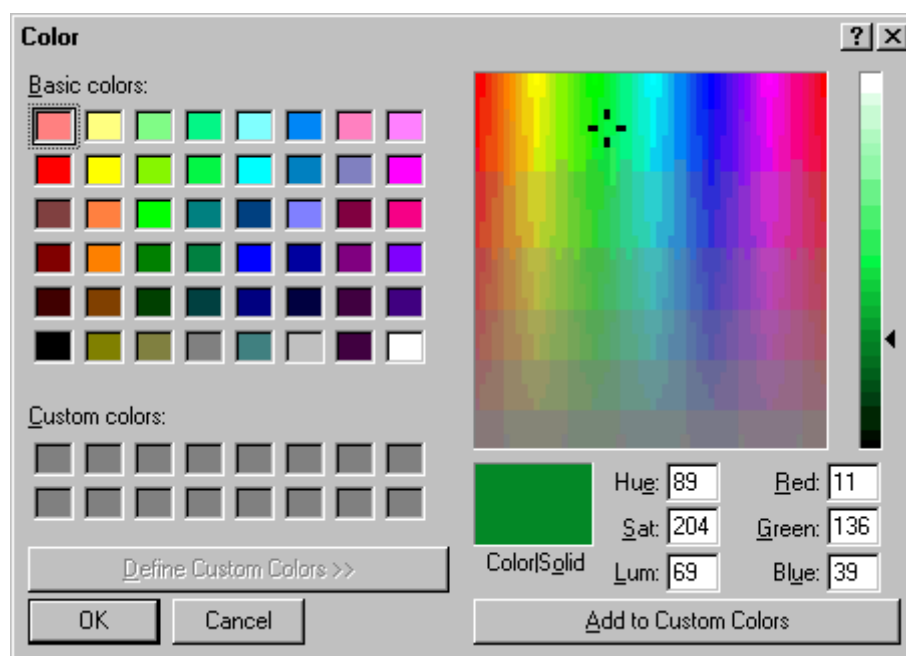 Color
Basic colors:
Custom colors:
Define Custom Colors >>
OK Cancel
Color|Solid
Hue: 89 Red: 11
Sat: 204 Green: 136
Lum: 69 Blue: 39
Add to Custom Colors